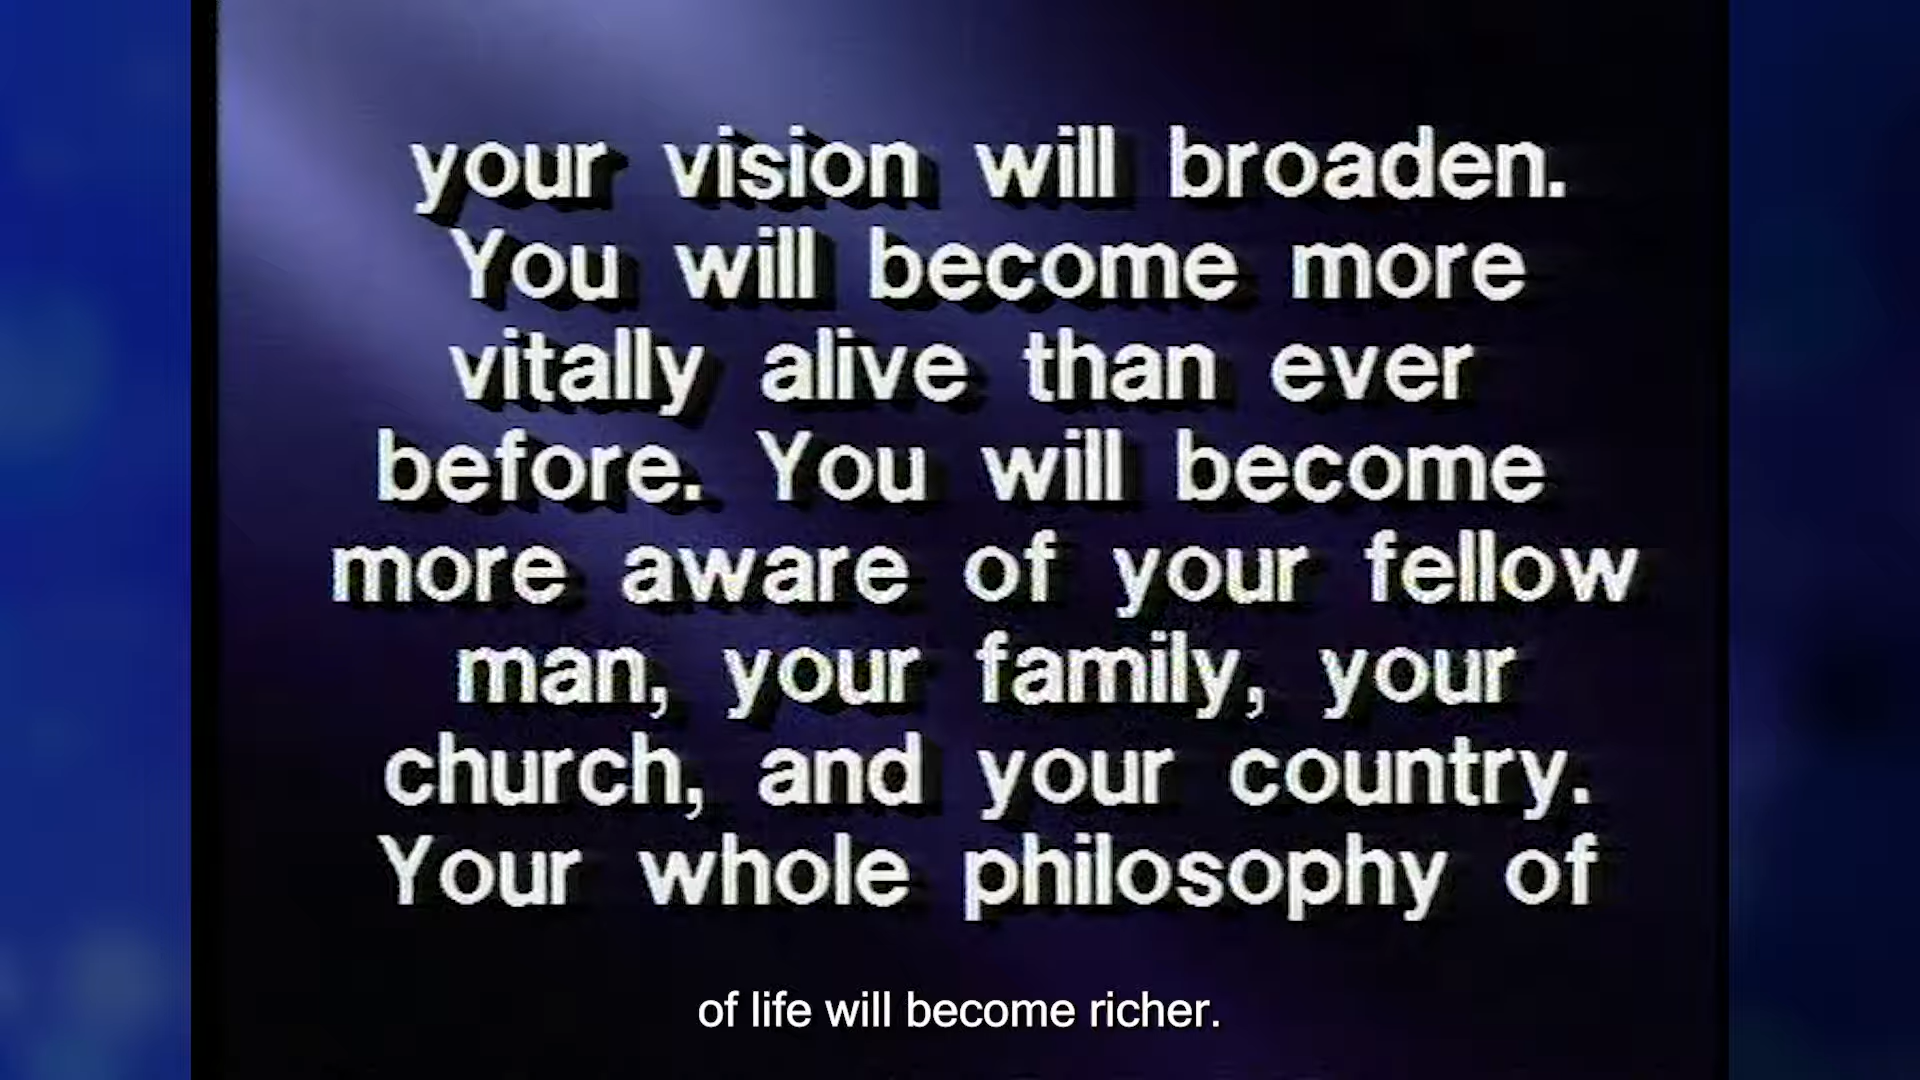 your vision will broaden.
You will become more
vitally alive than ever
before. You will become
more aware of your fellow
man, your family, your
church, and your country.
Your whole philosophy of
of life will become richer.